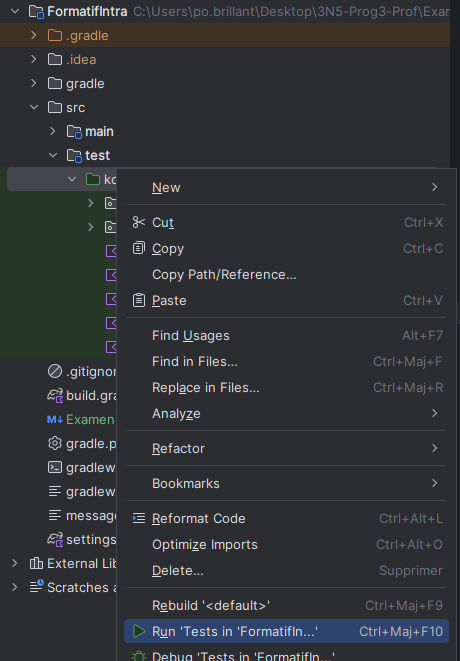 FormatifIntra C:\Users\po.brillant\Desktop\3N5-Prog3-Prof\Exar
.gradle
.idea
gradle
src
main
test
ko
New
Cut Ctrl+X
Copy Ctrl+C
Copy Path/Reference...
Paste Ctrl+V
Find Usages Alt+F7
Find in Files... Ctrl+Maj+F
Replace in Files... Ctrl+Maj+R
Analyze
Refactor
Bookmarks
Reformat Code Ctrl+Alt+L
Optimize Imports Ctrl+Alt+O
Delete... Supprimer
Rebuild '<default>' Ctrl+Maj+F9
Run 'Tests in 'FormatifIn...' Ctrl+Maj+F10
Debug 'Tests in 'FormatifIn...'
.gitignor
build.gra
M↓ Examen
gradle.p
gradlew
gradlew
message
settings
External Lib
Scratches a